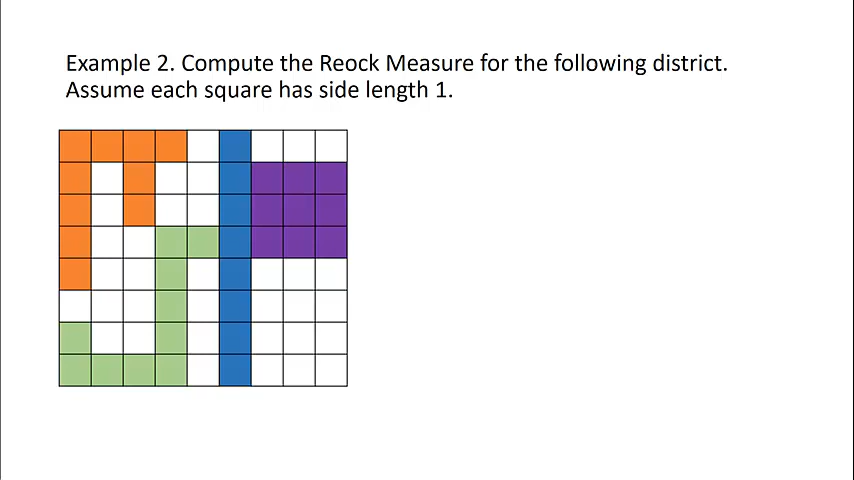 Example 2. Compute the Reock Measure for the following district.
Assume each square has side length 1.